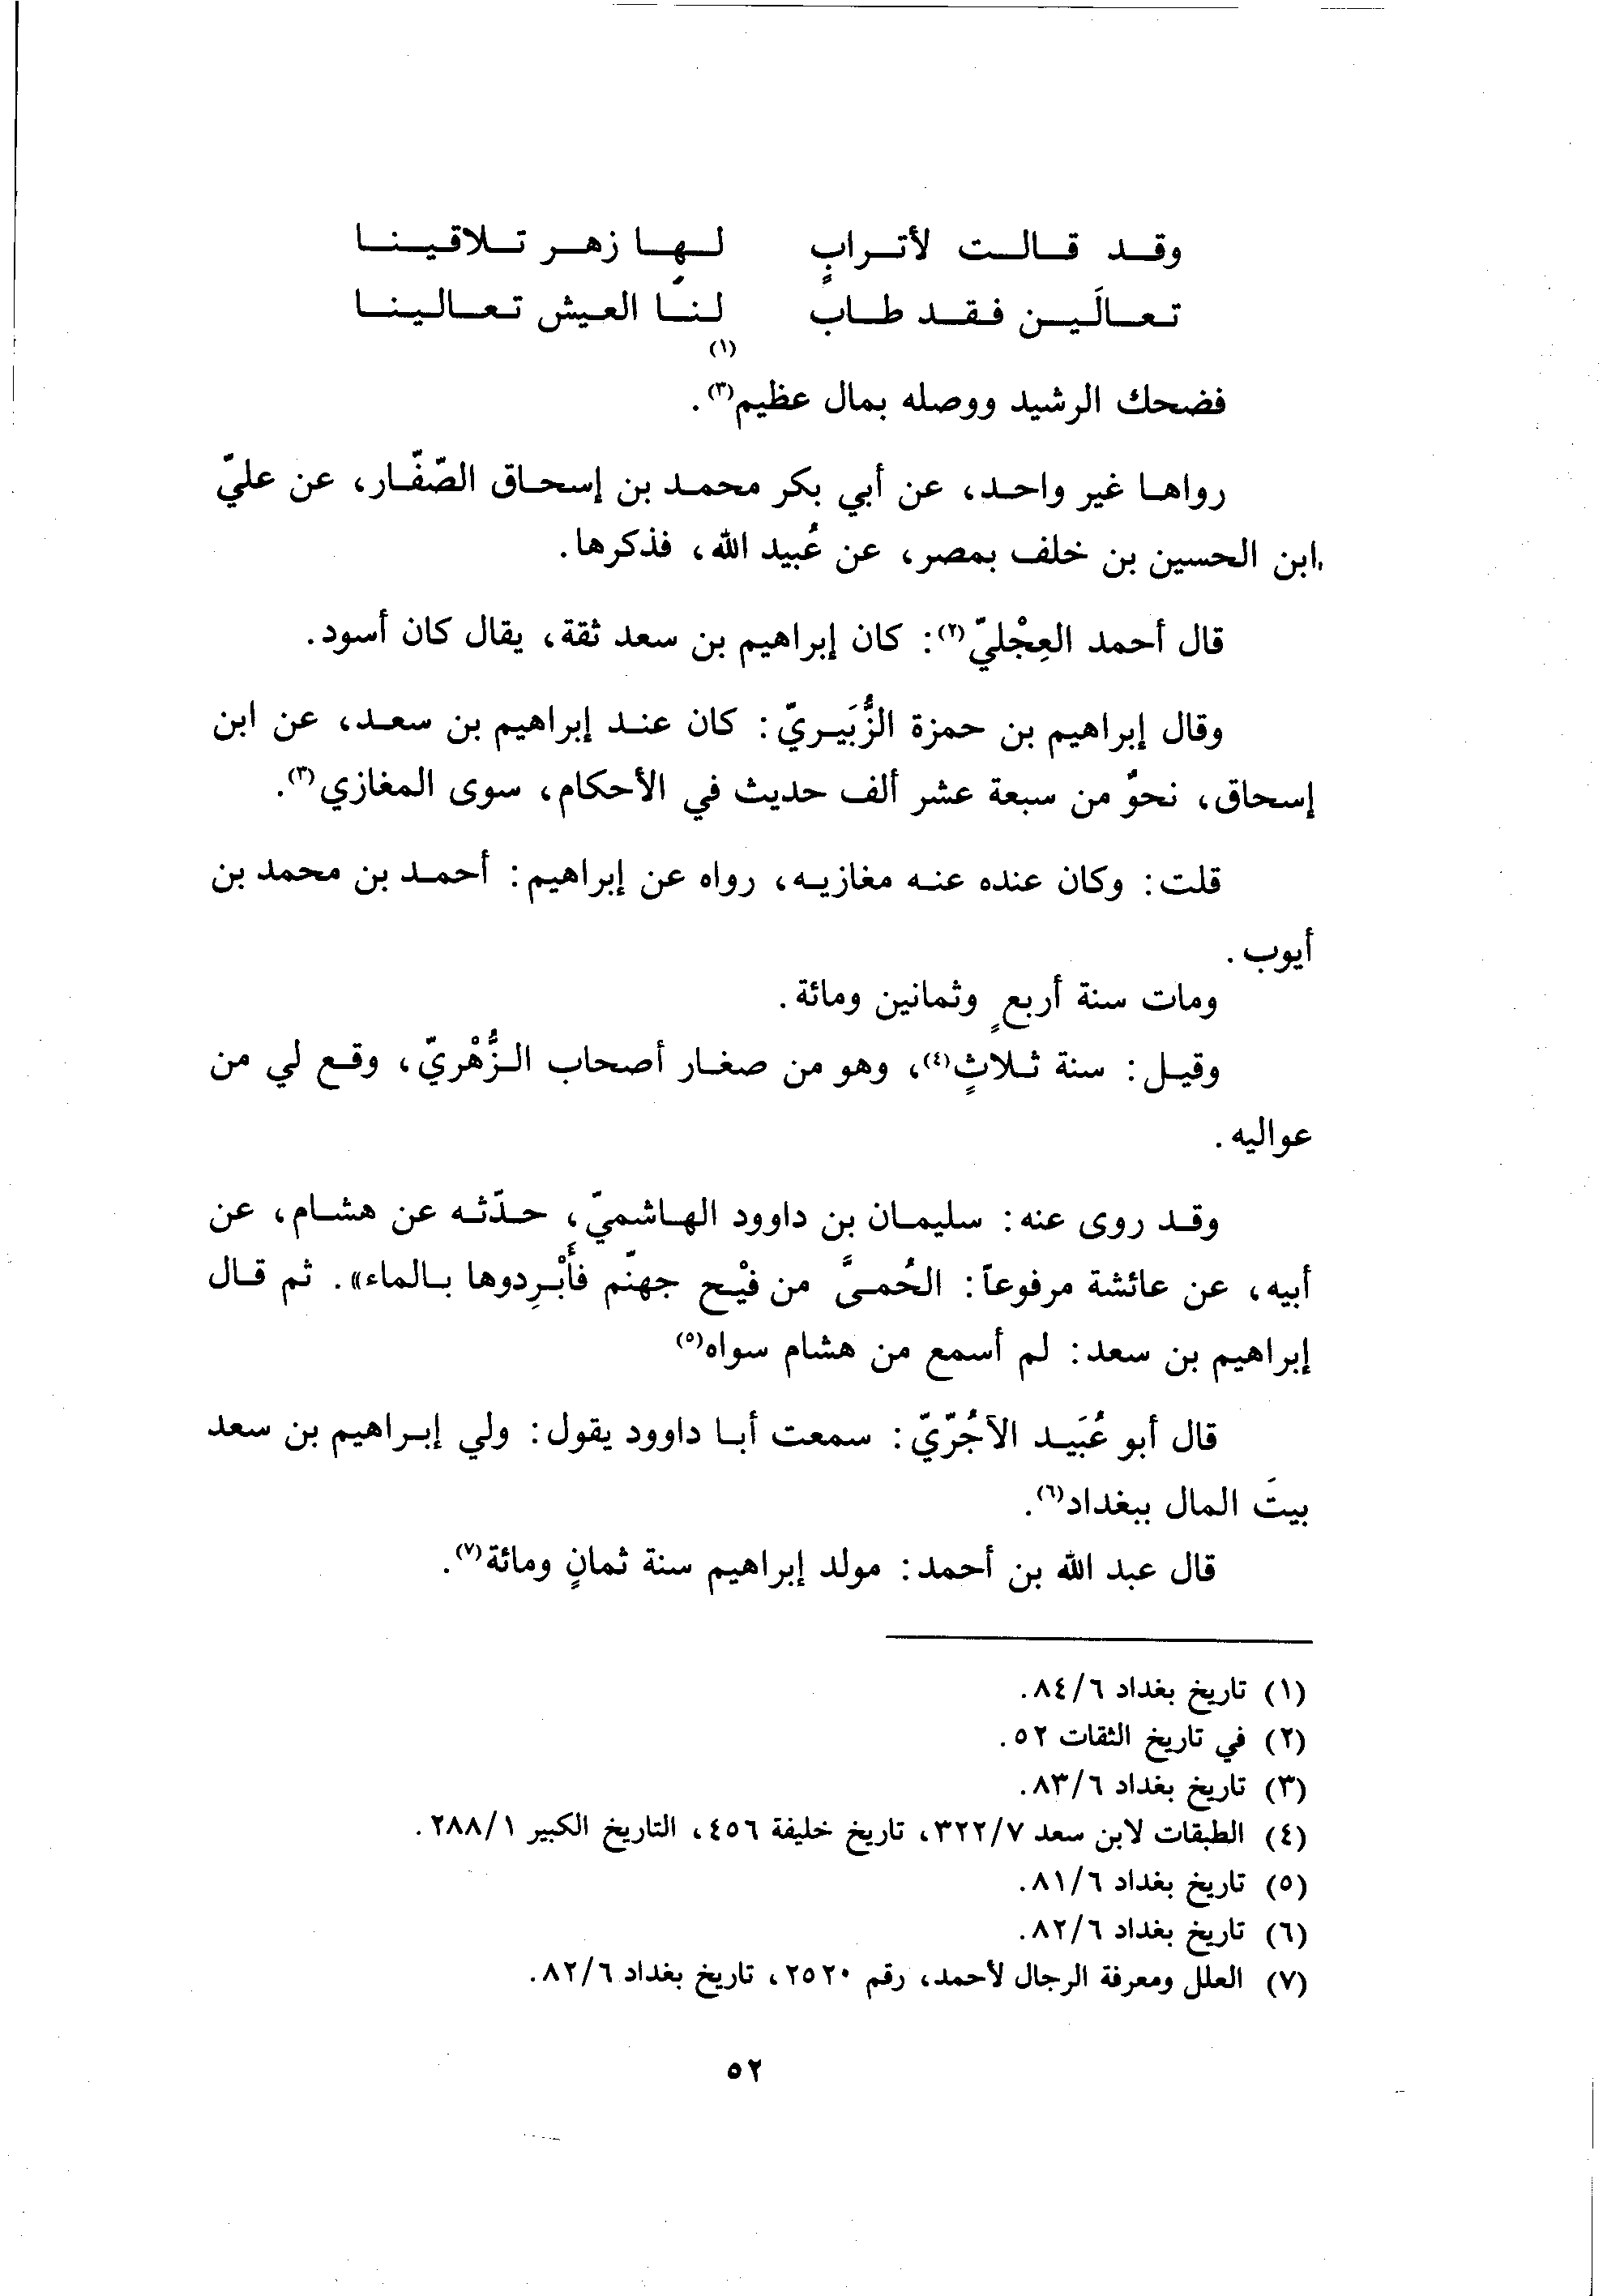 وقد قالت لأترابٍ لها زهر تلاقينا
تعالَين فقد طاب لنا العيش تعالينا
(١)
فضحك الرشيد ووصله بمال عظيم(٣).
رواها غير واحد، عن أبي بكر محمد بن إسحاق الصّفّار، عن عليّ
ابن الحسين بن خلف بمصر، عن عُبيد الله، فذكرها.
قال أحمد العِجْليّ(٢): كان إبراهيم بن سعد ثقة، يقال كان أسود.
وقال إبراهيم بن حمزة الزُّبَيريّ: كان عند إبراهيم بن سعد، عن ابن
إسحاق، نحوٌ من سبعة عشر ألف حديث في الأحكام، سوى المغازي(٣).
قلت: وكان عنده عنه مغازيه، رواه عن إبراهيم: أحمد بن محمد بن
أيوب.
ومات سنة أربعٍ وثمانين ومائة.
وقيل: سنة ثلاثٍ(٤)، وهو من صغار أصحاب الزُّهْريّ، وقع لي من
عواليه.
وقد روى عنه: سليمان بن داوود الهاشميّ، حدّثه عن هشام، عن
أبيه، عن عائشة مرفوعاً: الحُمىَّ من فيْح جهنّم فأَبْرِدوها بالماء». ثم قال
إبراهيم بن سعد: لم أسمع من هشام سواه(٥)
قال أبو عُبَيد الآجُرّيّ: سمعت أبا داوود يقول: ولي إبراهيم بن سعد
بيتَ المال ببغداد(٦).
قال عبد الله بن أحمد: مولد إبراهيم سنة ثمانٍ ومائة(٧).
(١) تاريخ بغداد ٨٤/٦.
(٢) في تاريخ الثقات ٥٢.
(٣) تاريخ بغداد ٨٣/٦.
(٤) الطبقات لابن سعد ٣٢٢/٧، تاريخ خليفة ٤٥٦، التاريخ الكبير ٢٨٨/١.
(٥) تاريخ بغداد ٨١/٦.
(٦) تاريخ بغداد ٨٢/٦.
(٧) العلل ومعرفة الرجال لأحمد، رقم ٢٥٢٠، تاريخ بغداد ٨٢/٦.
٥٢